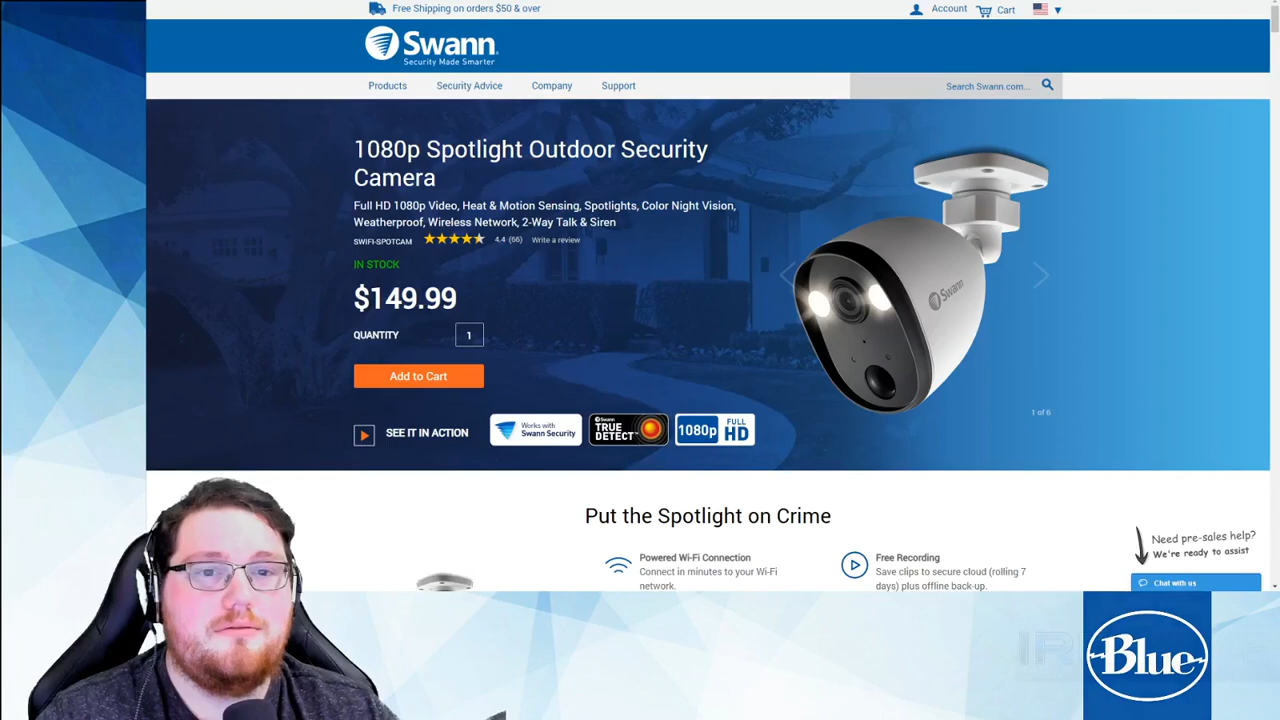 Free Shipping on orders $50 & over
Account
Cart
Swann
Security Made Smarter
Products
Security Advice
Company
Support
Search Swann.com...
1080p Spotlight Outdoor Security
Camera
Full HD 1080p Video, Heat & Motion Sensing, Spotlights, Color Night Vision,
Weatherproof, Wireless Network, 2-Way Talk & Siren
SWIFI-SPOTCAM
4.4 (66) Write a review
IN STOCK
$149.99
QUANTITY
1
Add to Cart
SEE IT IN ACTION
Works with
Swann Security
Swann
TRUE
DETECT™
1080p
FULL
HD
Swann
1 of 6
Put the Spotlight on Crime
Powered Wi-Fi Connection
Connect in minutes to your Wi-Fi
network.
Free Recording
Save clips to secure cloud (rolling 7
days) plus offline back-up.
Need pre-sales help?
We're ready to assist
Chat with us
Blue